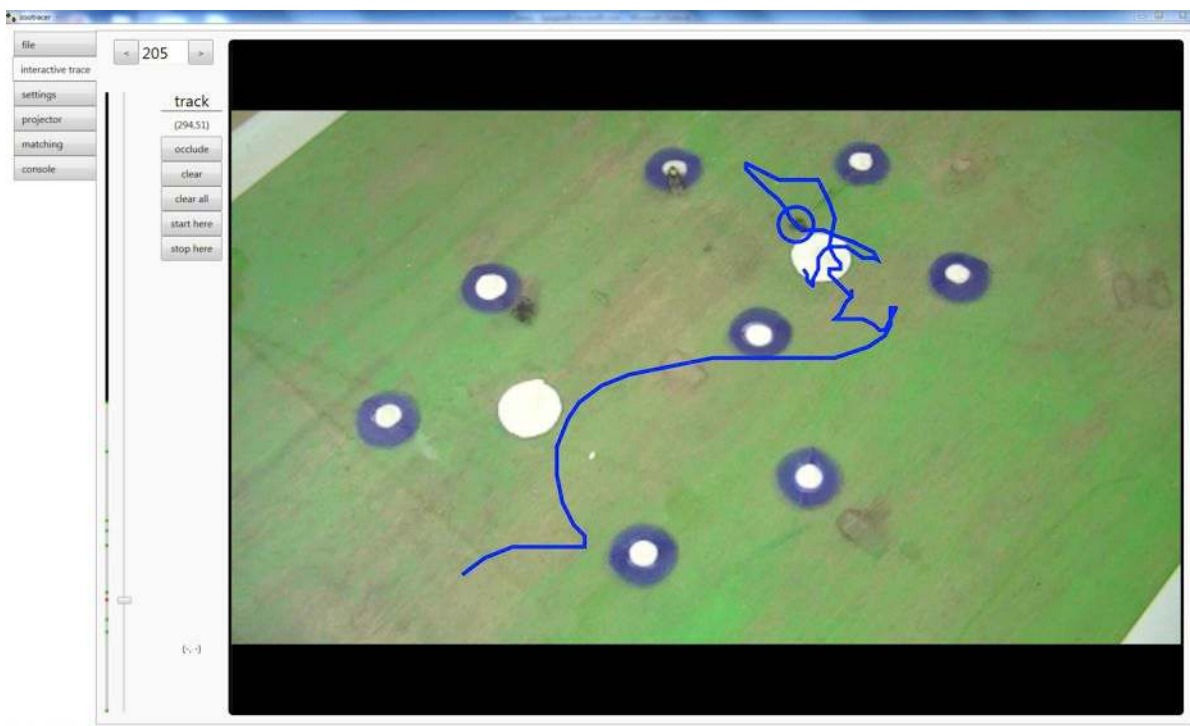 zootracer
file
interactive trace
settings
projector
matching
console
< 205 >
track
(294,51)
occlude
clear
clear all
start here
stop here
(-, -)